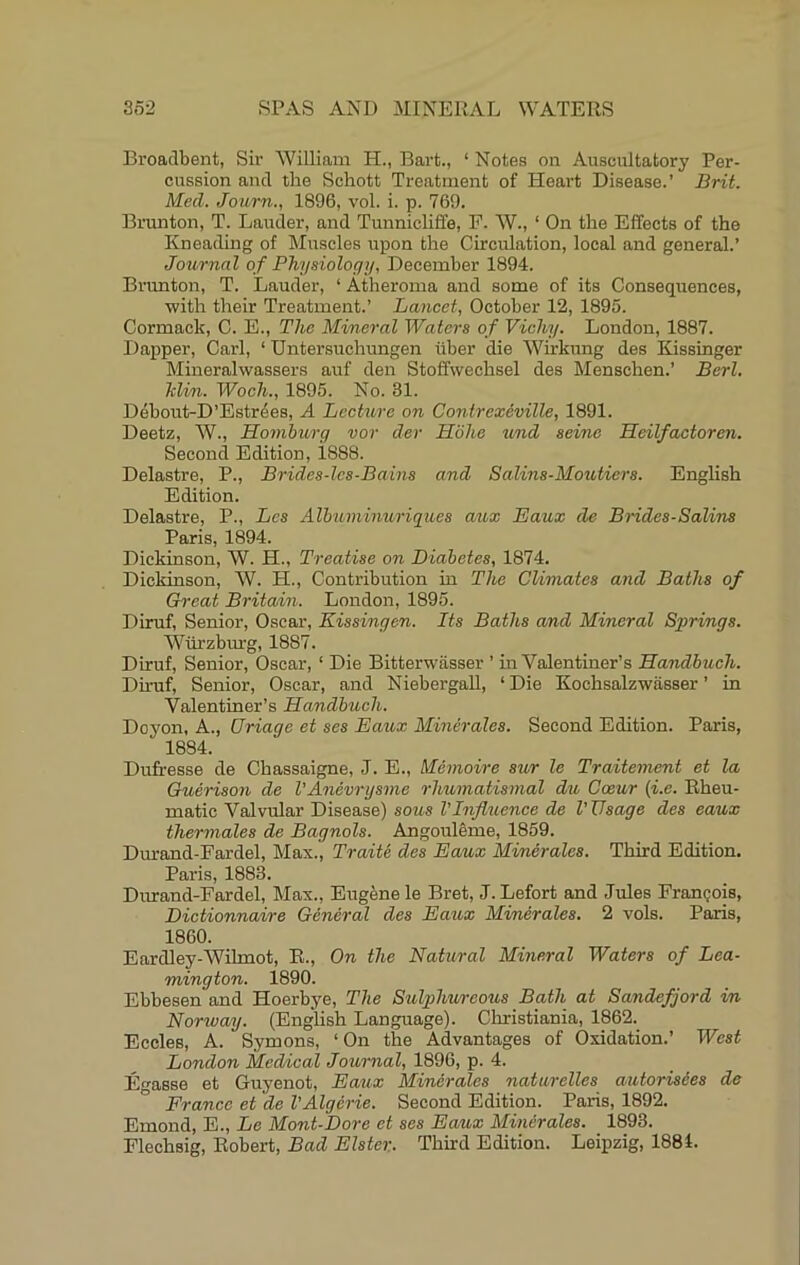 352 SPAS AND MINERAL WATERS
Broadbent, Sir William H., Bart., ‘ Notes on Auscultatory Per-
cussion and the Schott Treatment of Heart Disease.’ Brit.
Med. Journ., 1896, vol. i. p. 769.
Brunton, T. Lauder, and Tunnicliffe, F. W., ‘ On the Effects of the
Kneading of Muscles upon the Circulation, local and general.’
Journal of Physiology, December 1894.
Brunton, T. Lauder, ‘ Atheroma and some of its Consequences,
with their Treatment.’ Lancet, October 12, 1895.
Cormack, C. E., The Mineral Waters of Vichy. London, 1887.
Dapper, Carl, ‘ Untersuchungen über die Wirkung des Kissinger
Mineralwassers auf den Stoffwechsel des Menschen.’ Berl.
klin. Woch., 1895. No. 31.
Débout-D’Estrées, A Lecture on Contrexéville, 1891.
Deetz, W., Homburg vor der Höhe und seine Heilfactoren.
Second Edition, 1888.
Delastre, P., Brides-les-Bains and Salins-Moutiers. English
Edition.
Delastre, P., Les Albuminuriques aux Eaux de Brides-Salins
Paris, 1894.
Dickinson, W. H., Treatise on Diabetes, 1874.
Dickinson, W. H., Contribution in The Climates and Baths of
Great Britain. London, 1895.
Diruf, Senior, Oscar, Kissingen. Its Baths and Mineral Springs.
Würzburg, 1887.
Diruf, Senior, Oscar, ‘ Die Bitterwässer ’ in Valentiner’s Handbuch.
Diruf, Senior, Oscar, and Niebergall, ‘ Die Kochsalzwässer ’ in
Valentiner’s Handbuch.
Doyon, A., Uriage et ses Eaux Minérales. Second Edition. Paris,
1884.
Dufresse de Chassaigne, J. E., Mémoire sur le Traitement et la
Guérison de l’Anévrysme rhumatismal du Cœur (i.e. Rheu-
matic Valvular Disease) sous l’Influence de l’Usage des eaux
thermales de Bagnols. Angoulême, 1859.
Durand-Fardel, Max., Traité des Eaux Minérales. Third Edition.
Paris, 1883.
Durand-Fardel, Max., Eugène le Bret, J. Lefort and Jules François,
Dictionnaire Général des Eaux Minérales. 2 vols. Paris,
1860.
Eardley-Wilmot, R., On the Natural Mineral Waters of Lea-
mington. 1890.
Ebbesen and Hoerbye, The Sulphureous Bath at Sandefjord in
Norway. (English Language). Christiania, 1862.
Eccles, A. Symons, ‘ On the Advantages of Oxidation.’ West
London Medical Journal, 1896, p. 4.
Égasse et Guyenot, Eaux Minérales naturelles autorisées de
France et de l’Algérie. Second Edition. Paris, 1892.
Emond, E., Le Mont-Dore et ses Eaux Minérales. 1893.
Flechsig, Robert, Bad Elster. Third Edition. Leipzig, 1884.